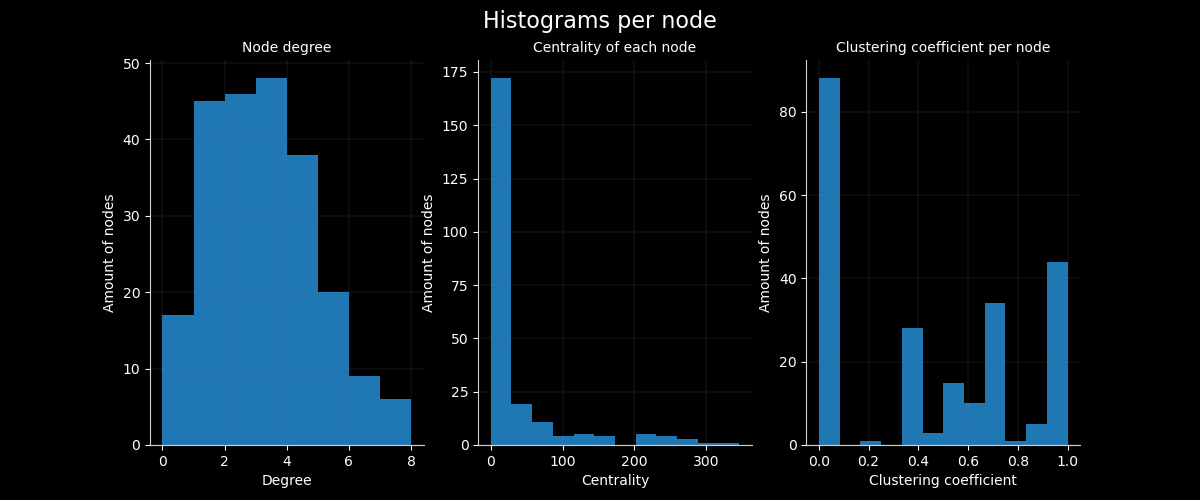 Histograms per node
Node degree
Centrality of each node
Clustering coefficient per node
50
40
30
20
10
0
Amount of nodes
0 2 4 6 8
Degree
175
150
125
100
75
50
25
0
Amount of nodes
0 100 200 300
Centrality
80
60
40
20
0
Amount of nodes
0.0 0.2 0.4 0.6 0.8 1.0
Clustering coefficient